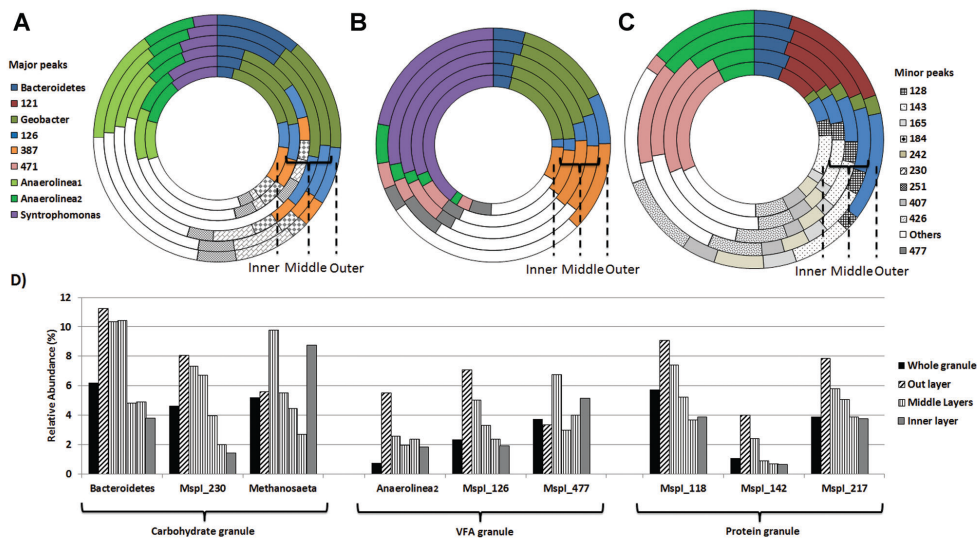 A
B
C
Major peaks
Bacteroidetes
121
Geobacter
126
387
471
Anaerolinea1
Anaerolinea2
Syntrophomonas
Inner Middle Outer
Inner Middle Outer
Inner Middle Outer
Minor peaks
128
143
165
184
242
230
251
407
426
Others
477
D)
Relative Abundance (%)
12
10
8
6
4
2
0
Whole granule
Out layer
Middle Layers
Inner layer
Bacteroidetes MspI_230 Methanosaeta Anaerolinea2 MspI_126 MspI_477 MspI_118 MspI_142 MspI_217
Carbohydrate granule VFA granule Protein granule